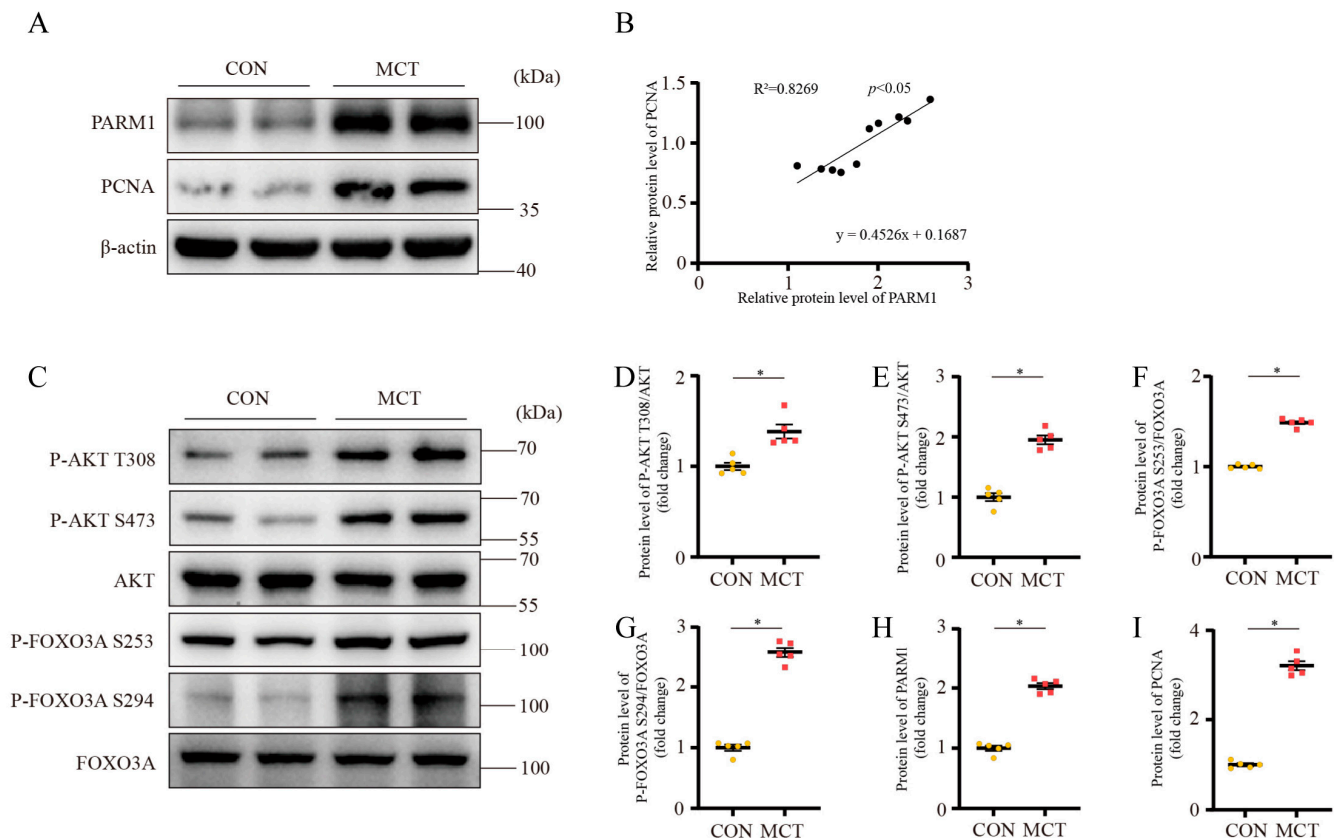 A
CON MCT (kDa)
PARM1 100
PCNA 35
β-actin 40
B
R²=0.8269 p<0.05
1.5
1.0
0.5
0
0 1 2 3
y = 0.4526x + 0.1687
Relative protein level of PCNA
Relative protein level of PARM1
C
CON MCT (kDa)
P-AKT T308 70
P-AKT S473 70
55
AKT 70
55
P-FOXO3A S253 100
P-FOXO3A S294 100
FOXO3A 100
D
Protein level of P-AKT T308/AKT
(fold change)
2
1
0
*
CON MCT
E
Protein level of P-AKT S473/AKT
(fold change)
3
2
1
0
*
CON MCT
F
Protein level of
P-FOXO3A S253/FOXO3A
(fold change)
2
1
0
*
CON MCT
G
Protein level of
P-FOXO3A S294/FOXO3A
(fold change)
3
2
1
0
*
CON MCT
H
Protein level of PARM1
(fold change)
3
2
1
0
*
CON MCT
I
Protein level of PCNA
(fold change)
4
2
0
*
CON MCT